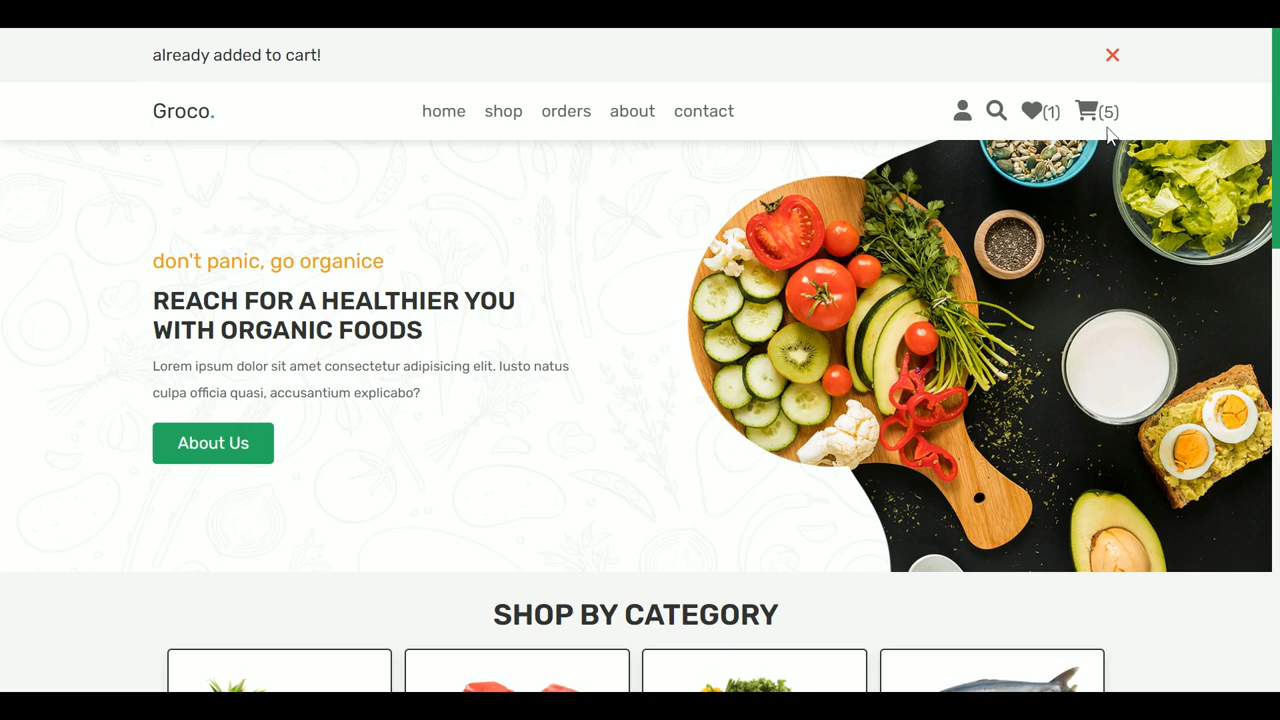 already added to cart!
Groco.
home shop orders about contact
(1) (5)
don't panic, go organice
REACH FOR A HEALTHIER YOU
WITH ORGANIC FOODS
Lorem ipsum dolor sit amet consectetur adipisicing elit. Iusto natus
culpa officia quasi, accusantium explicabo?
About Us
SHOP BY CATEGORY